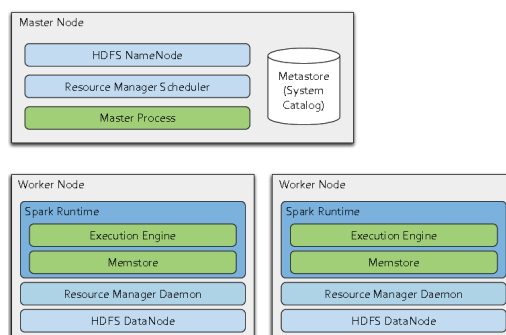 Master Node
HDFS NameNode
Resource Manager Scheduler
Master Process
Metastore
(System
Catalog)
Worker Node
Spark Runtime
Execution Engine
Memstore
Resource Manager Daemon
HDFS DataNode
Worker Node
Spark Runtime
Execution Engine
Memstore
Resource Manager Daemon
HDFS DataNode